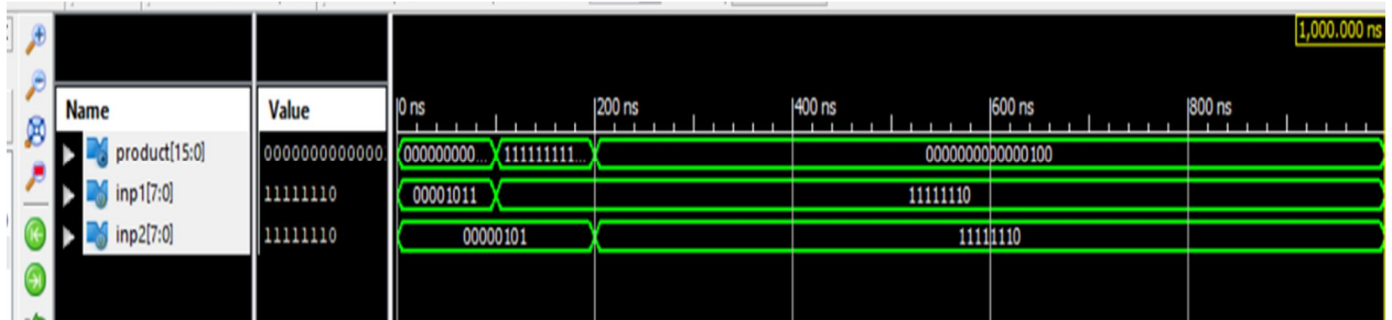 1,000.000 ns
Name Value 0 ns 200 ns 400 ns 600 ns 800 ns
product[15:0] 0000000000000. 000000000... 111111111... 0000000000000100
inp1[7:0] 11111110 00001011 11111110
inp2[7:0] 11111110 00000101 11111110